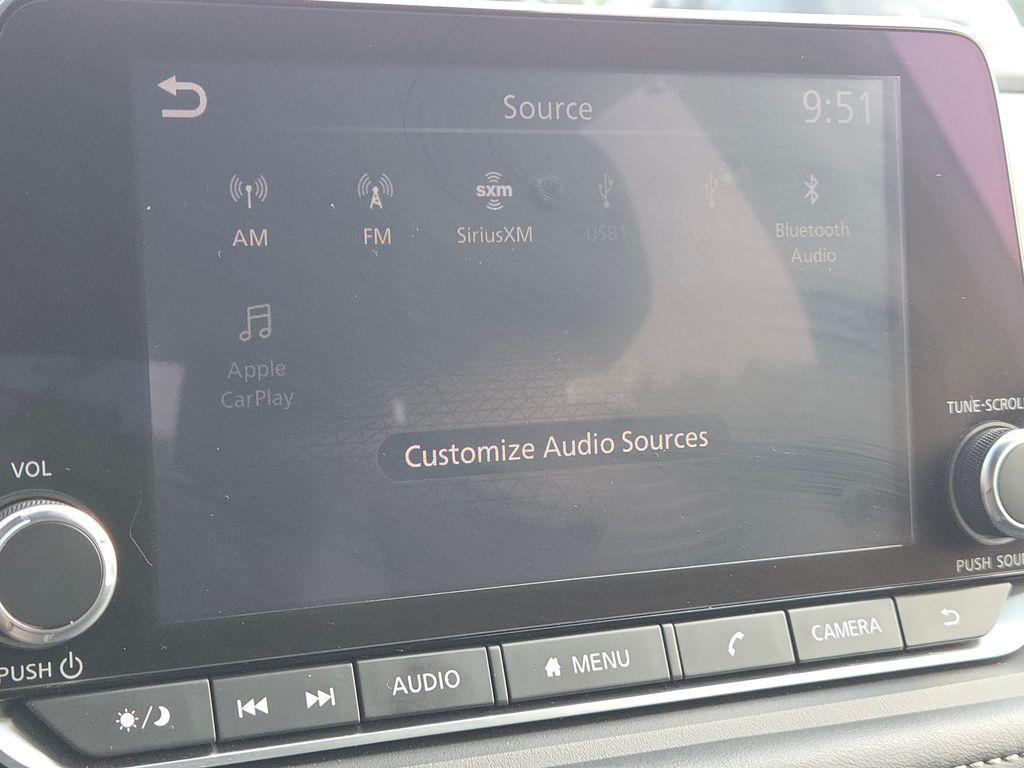 Source
9:51
sxm
AM
FM
SiriusXM
USB1
USB2
Bluetooth
Audio
Apple
CarPlay
Customize Audio Sources
TUNE-SCROLL
VOL
PUSH SOU
PUSH
AUDIO
MENU
CAMERA